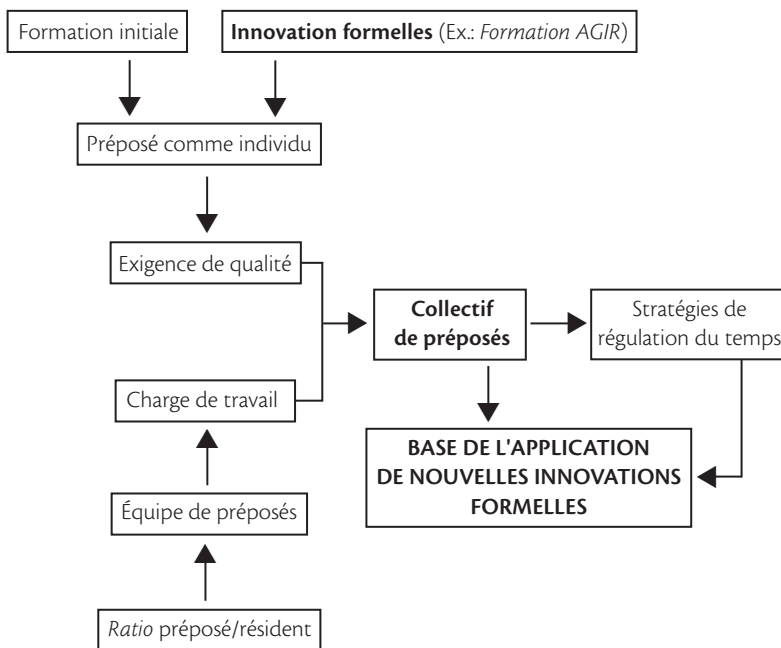 Formation initiale
Innovation formelles (Ex.: Formation AGIR)
Préposé comme individu
Exigence de qualité
Collectif
de préposés
Stratégies de
régulation du temps
Charge de travail
BASE DE L'APPLICATION
DE NOUVELLES INNOVATIONS
FORMELLES
Équipe de préposés
Ratio préposé/résident